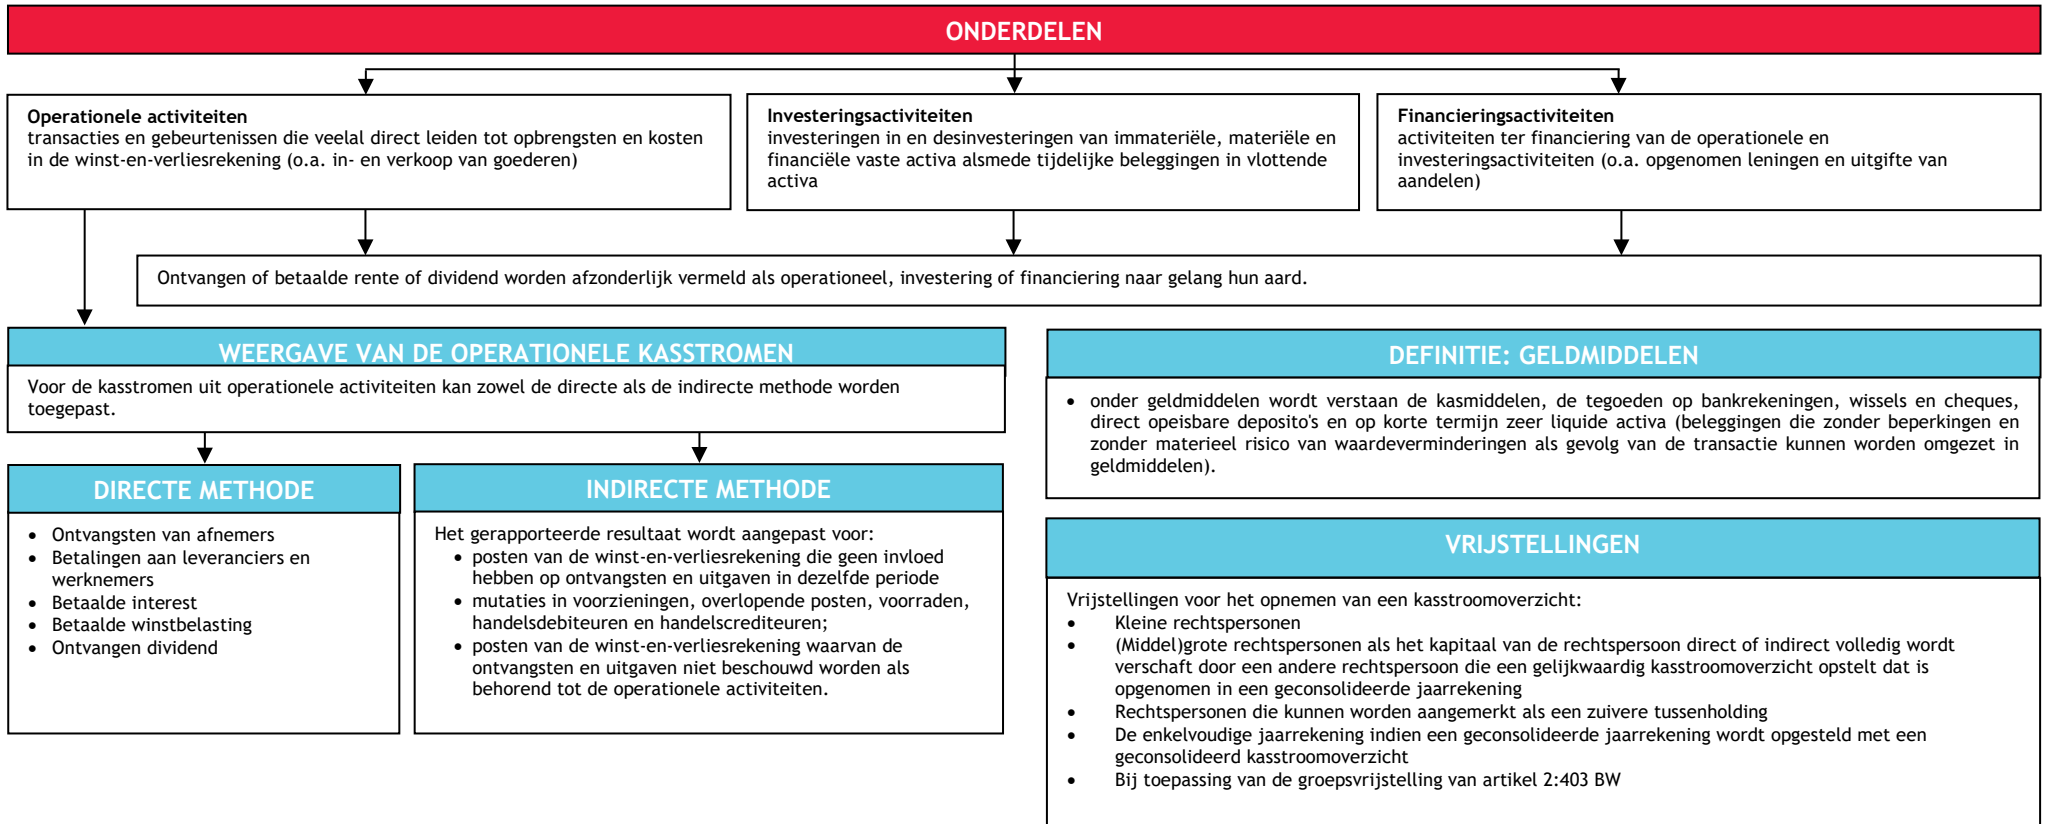 ONDERDELEN
Operationele activiteiten
transacties en gebeurtenissen die veelal direct leiden tot opbrengsten en kosten
in de winst-en-verliesrekening (o.a. in- en verkoop van goederen)
Investeringsactiviteiten
investeringen in en desinvesteringen van immateriële, materiële en
financiële vaste activa alsmede tijdelijke beleggingen in vlottende
activa
Financieringsactiviteiten
activiteiten ter financiering van de operationele en
investeringsactiviteiten (o.a. opgenomen leningen en uitgifte van
aandelen)
Ontvangen of betaalde rente of dividend worden afzonderlijk vermeld als operationeel, investering of financiering naar gelang hun aard.
WEERGAVE VAN DE OPERATIONELE KASSTROMEN
Voor de kasstromen uit operationele activiteiten kan zowel de directe als de indirecte methode worden
toegepast.
DIRECTE METHODE
• Ontvangsten van afnemers
• Betalingen aan leveranciers en
werknemers
• Betaalde interest
• Betaalde winstbelasting
• Ontvangen dividend
INDIRECTE METHODE
Het gerapporteerde resultaat wordt aangepast voor:
• posten van de winst-en-verliesrekening die geen invloed
hebben op ontvangsten en uitgaven in dezelfde periode
• mutaties in voorzieningen, overlopende posten, voorraden,
handelsdebiteuren en handelscrediteuren;
• posten van de winst-en-verliesrekening waarvan de
ontvangsten en uitgaven niet beschouwd worden als
behorend tot de operationele activiteiten.
DEFINITIE: GELDMIDDELEN
• onder geldmiddelen wordt verstaan de kasmiddelen, de tegoeden op bankrekeningen, wissels en cheques,
direct opeisbare deposito's en op korte termijn zeer liquide activa (beleggingen die zonder beperkingen en
zonder materieel risico van waardeverminderingen als gevolg van de transactie kunnen worden omgezet in
geldmiddelen).
VRIJSTELLINGEN
Vrijstellingen voor het opnemen van een kasstroomoverzicht:
• Kleine rechtspersonen
• (Middel)grote rechtspersonen als het kapitaal van de rechtspersoon direct of indirect volledig wordt
verschaft door een andere rechtspersoon die een gelijkwaardig kasstroomoverzicht opstelt dat is
opgenomen in een geconsolideerde jaarrekening
• Rechtspersonen die kunnen worden aangemerkt als een zuivere tussenholding
• De enkelvoudige jaarrekening indien een geconsolideerde jaarrekening wordt opgesteld met een
geconsolideerd kasstroomoverzicht
• Bij toepassing van de groepsvrijstelling van artikel 2:403 BW